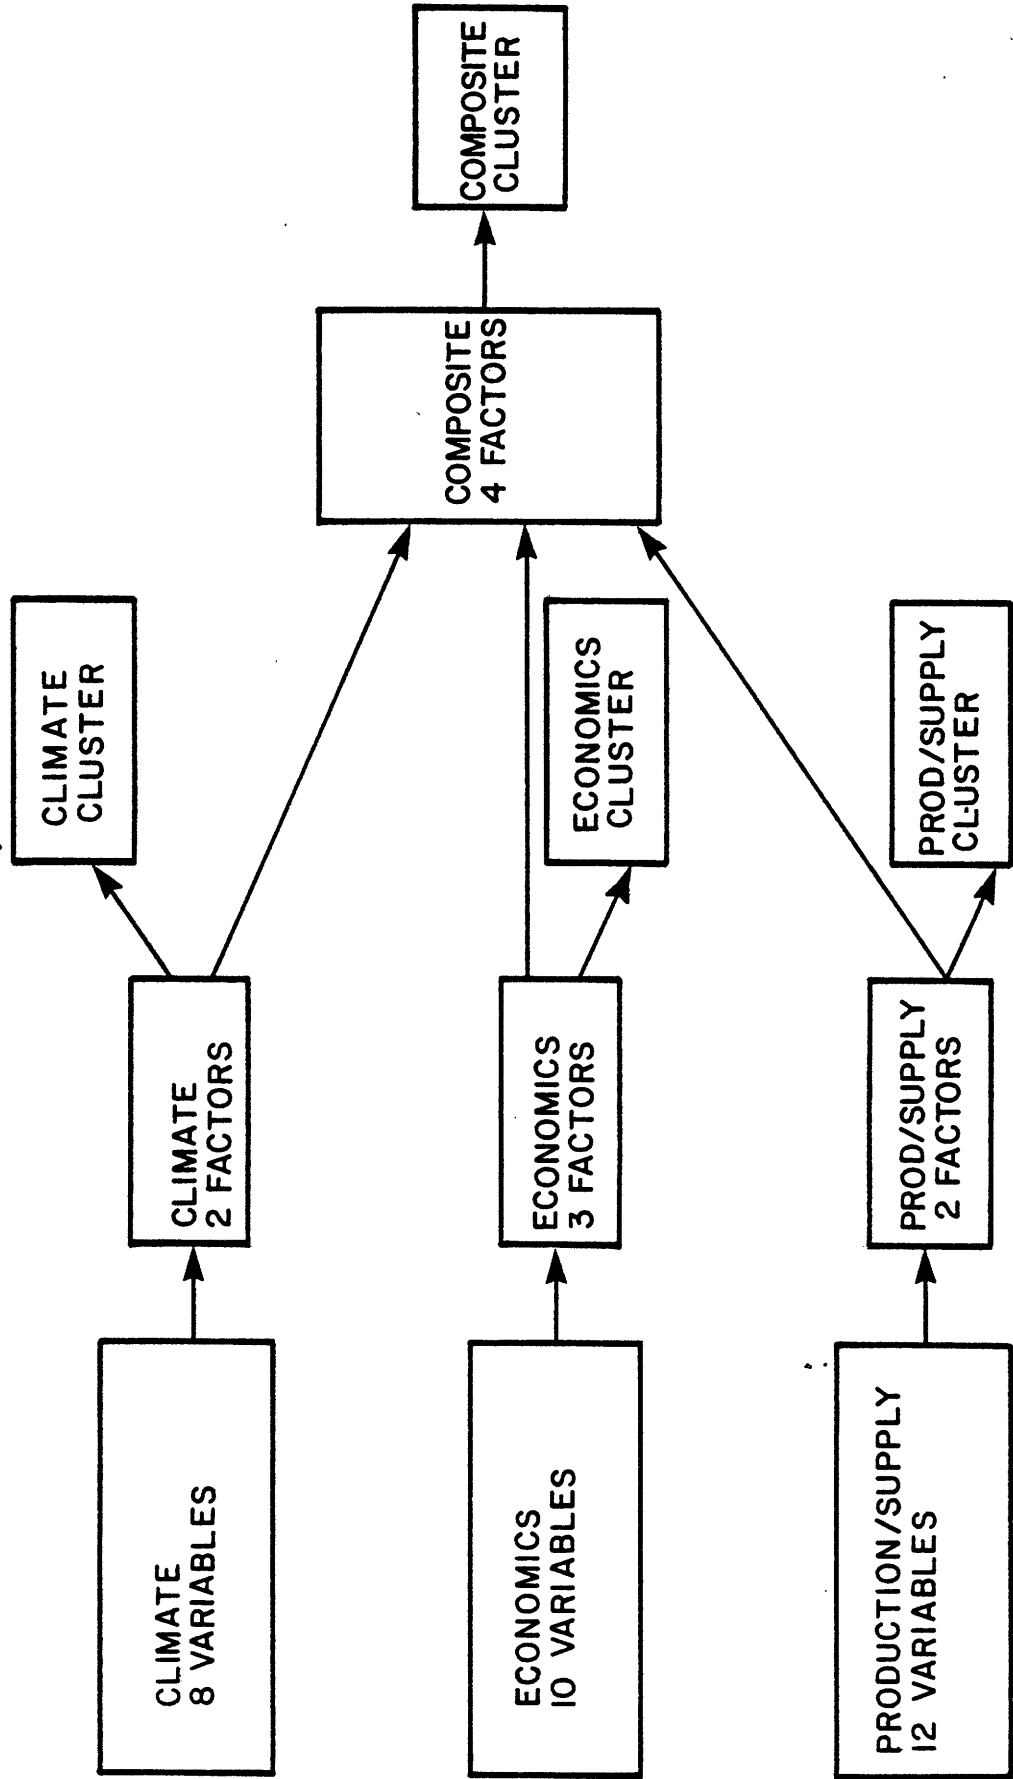 CLIMATE
8 VARIABLES
CLIMATE
2 FACTORS
CLIMATE
CLUSTER
ECONOMICS
10 VARIABLES
ECONOMICS
3 FACTORS
ECONOMICS
CLUSTER
PRODUCTION/SUPPLY
12 VARIABLES
PROD/SUPPLY
2 FACTORS
PROD/SUPPLY
CLUSTER
COMPOSITE
4 FACTORS
COMPOSITE
CLUSTER